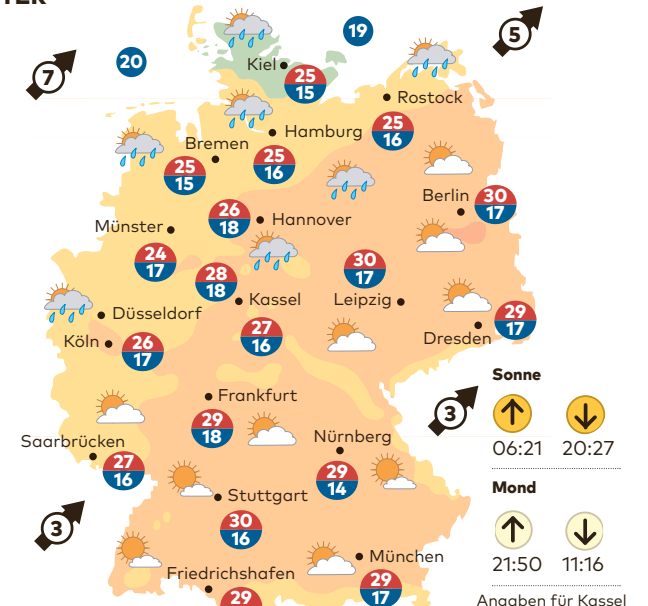 TER
19
5
20
7
Kiel
25
15
Rostock
25
16
Hamburg
25
16
Bremen
25
15
Berlin
30
17
26
18
Hannover
Münster
24
17
28
18
30
17
Kassel
27
16
Leipzig
Düsseldorf
Köln
26
17
Dresden
29
17
Frankfurt
29
18
3
Sonne
06:21 20:27
Saarbrücken
27
16
Nürnberg
29
14
Mond
21:50 11:16
Stuttgart
30
16
3
München
29
17
Friedrichshafen
29
Angaben für Kassel